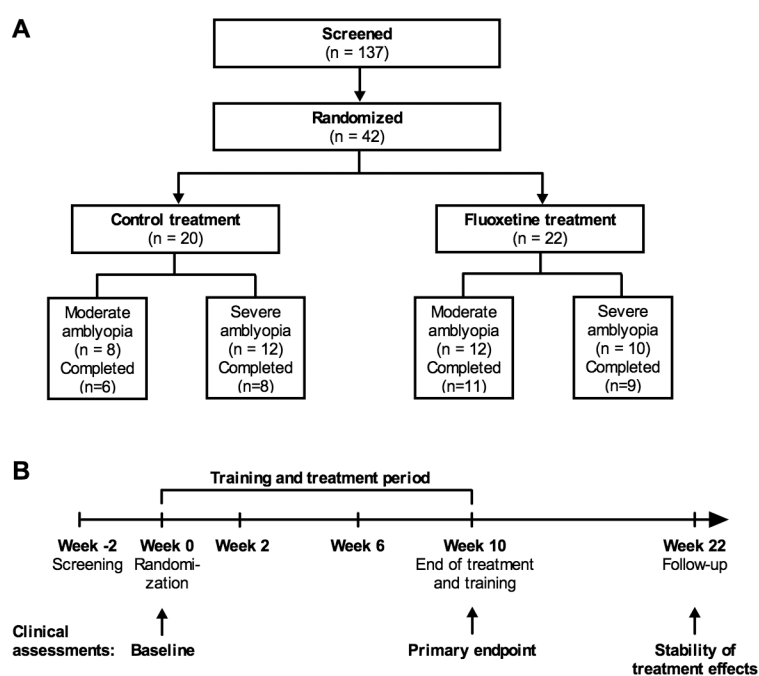 A
Screened
(n = 137)
Randomized
(n = 42)
Control treatment
(n = 20)
Fluoxetine treatment
(n = 22)
Moderate
amblyopia
(n = 8)
Completed
(n=6)
Severe
amblyopia
(n = 12)
Completed
(n=8)
Moderate
amblyopia
(n = 12)
Completed
(n=11)
Severe
amblyopia
(n = 10)
Completed
(n=9)
B
Training and treatment period
Week -2
Screening
Week 0
Randomi-
zation
Week 2
Week 6
Week 10
End of treatment
and training
Week 22
Follow-up
Clinical
assessments:
Baseline
Primary endpoint
Stability of
treatment effects